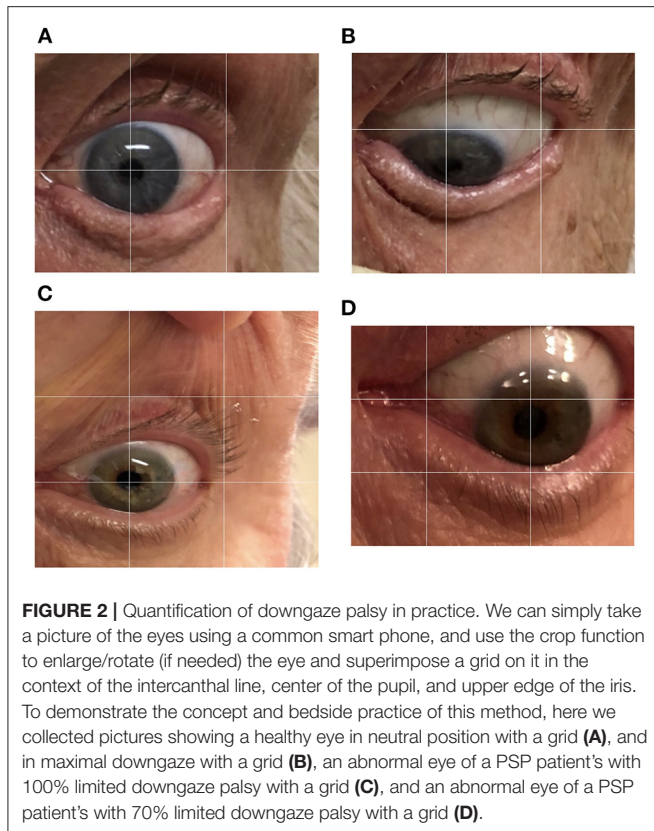 A
B
C
D
FIGURE 2 | Quantification of downgaze palsy in practice. We can simply take
a picture of the eyes using a common smart phone, and use the crop function
to enlarge/rotate (if needed) the eye and superimpose a grid on it in the
context of the intercanthal line, center of the pupil, and upper edge of the iris.
To demonstrate the concept and bedside practice of this method, here we
collected pictures showing a healthy eye in neutral position with a grid (A), and
in maximal downgaze with a grid (B), an abnormal eye of a PSP patient's with
100% limited downgaze palsy with a grid (C), and an abnormal eye of a PSP
patient's with 70% limited downgaze palsy with a grid (D).